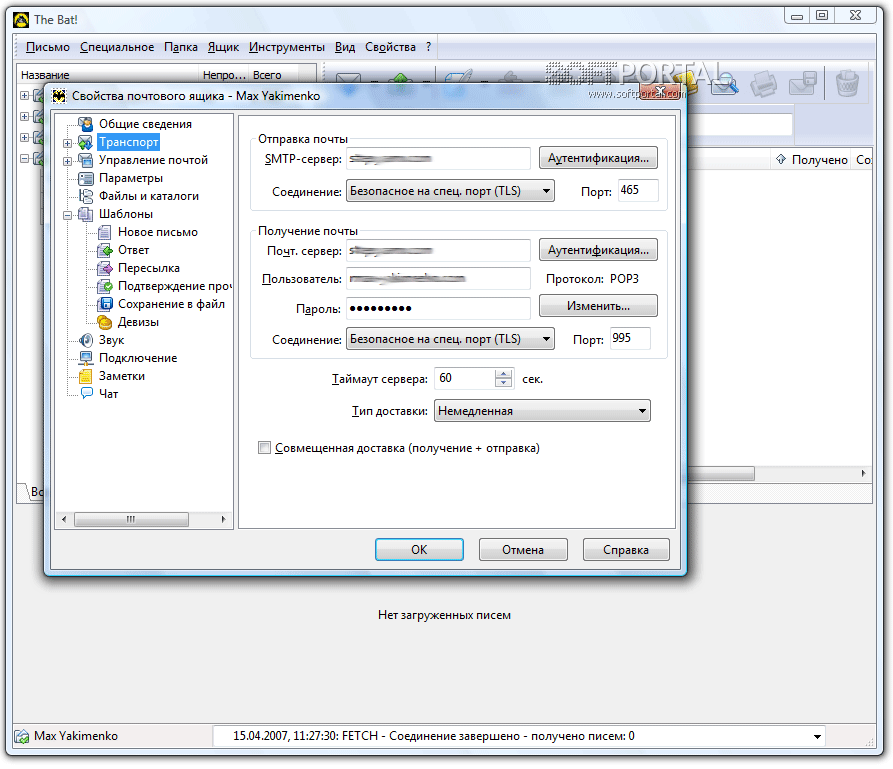 The Bat!
Письмо Специальное Папка Ящик Инструменты Вид Свойства ?
Название Непро... Всего
SOFTPORTAL
www.softportal.com
Свойства почтового ящика - Max Yakimenko
Получено
Общие сведения
Транспорт
Управление почтой
Параметры
Файлы и каталоги
Шаблоны
Новое письмо
Ответ
Пересылка
Подтверждение проч
Сохранение в файл
Девизы
Звук
Подключение
Заметки
Чат
Отправка почты
SMTP-сервер: Аутентификация...
Соединение: Безопасное на спец. порт (TLS) Порт: 465
Получение почты
Почт. сервер: Аутентификация...
Пользователь: Протокол: POP3
Пароль: ••••••••• Изменить...
Соединение: Безопасное на спец. порт (TLS) Порт: 995
Таймаут сервера: 60 сек.
Тип доставки: Немедленная
Совмещенная доставка (получение + отправка)
OK Отмена Справка
Нет загруженных писем
Max Yakimenko 15.04.2007, 11:27:30: FETCH - Соединение завершено - получено писем: 0